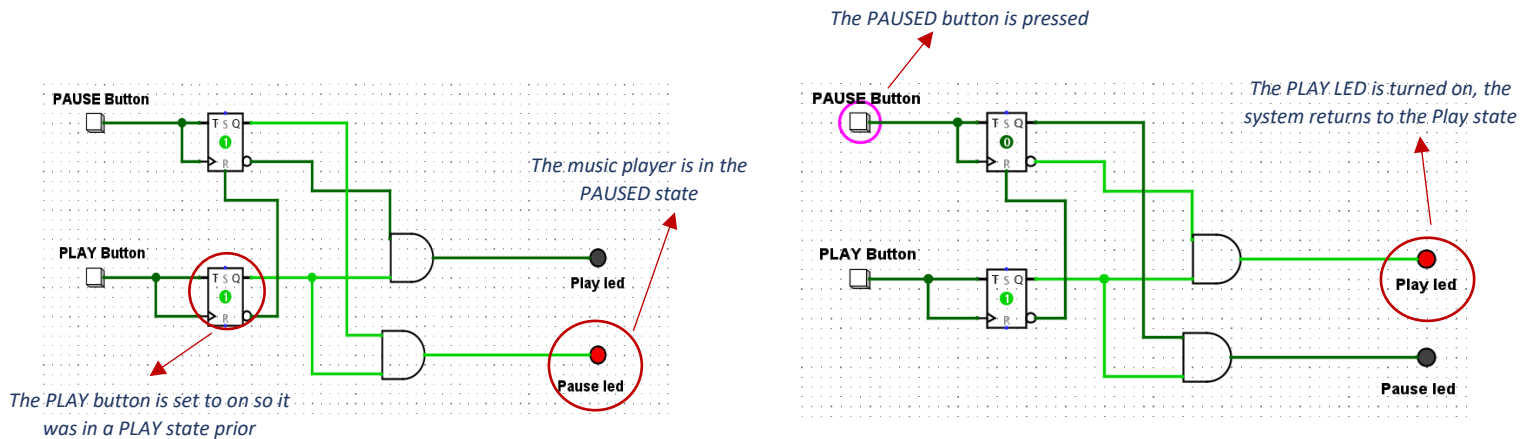 The PAUSED button is pressed
PAUSE Button
T S Q
1
R
The music player is in the
PAUSED state
PLAY Button
T S Q
1
R
Play led
Pause led
The PLAY button is set to on so it
was in a PLAY state prior
The PLAY LED is turned on, the
system returns to the Play state
PAUSE Button
T S Q
0
R
PLAY Button
T S Q
1
R
Play led
Pause led